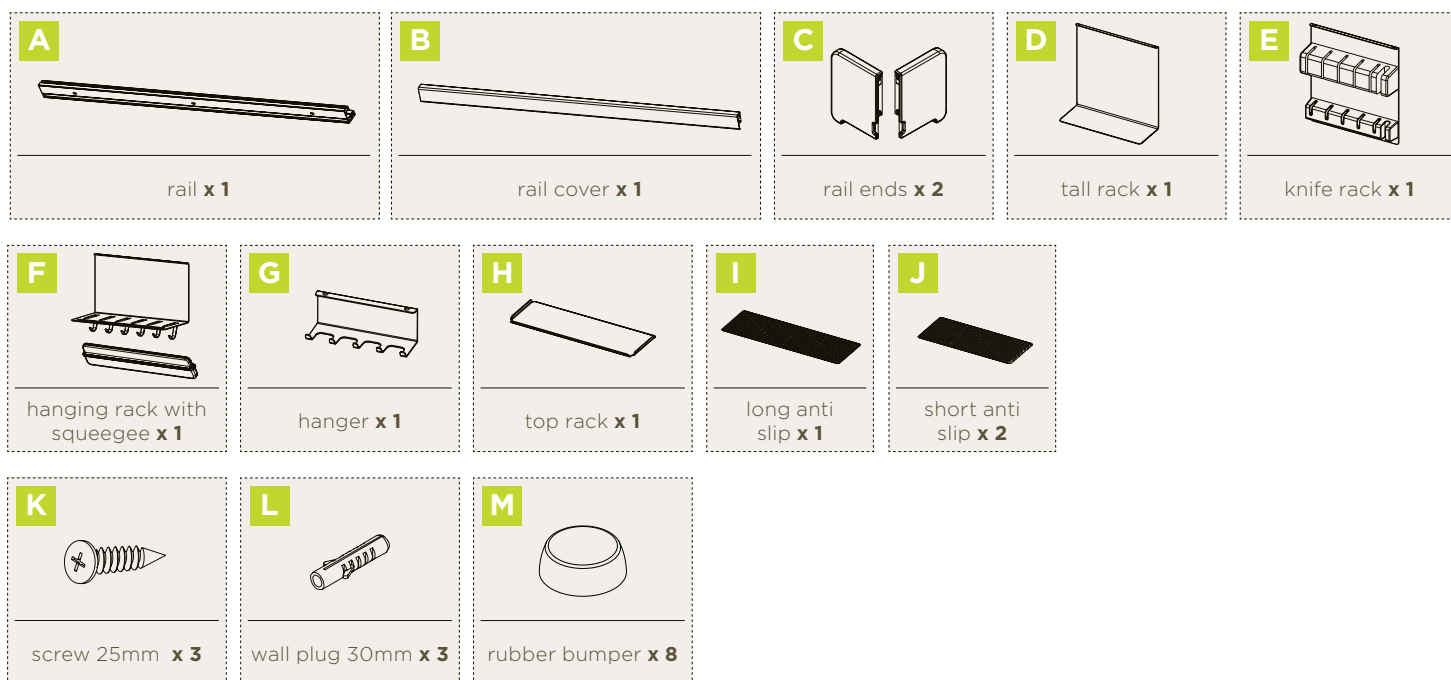 A
B
C
D
E
rail x 1
rail cover x 1
rail ends x 2
tall rack x 1
knife rack x 1
F
G
H
I
J
hanging rack with
squeegee x 1
hanger x 1
top rack x 1
long anti
slip x 1
short anti
slip x 2
K
L
M
screw 25mm x 3
wall plug 30mm x 3
rubber bumper x 8